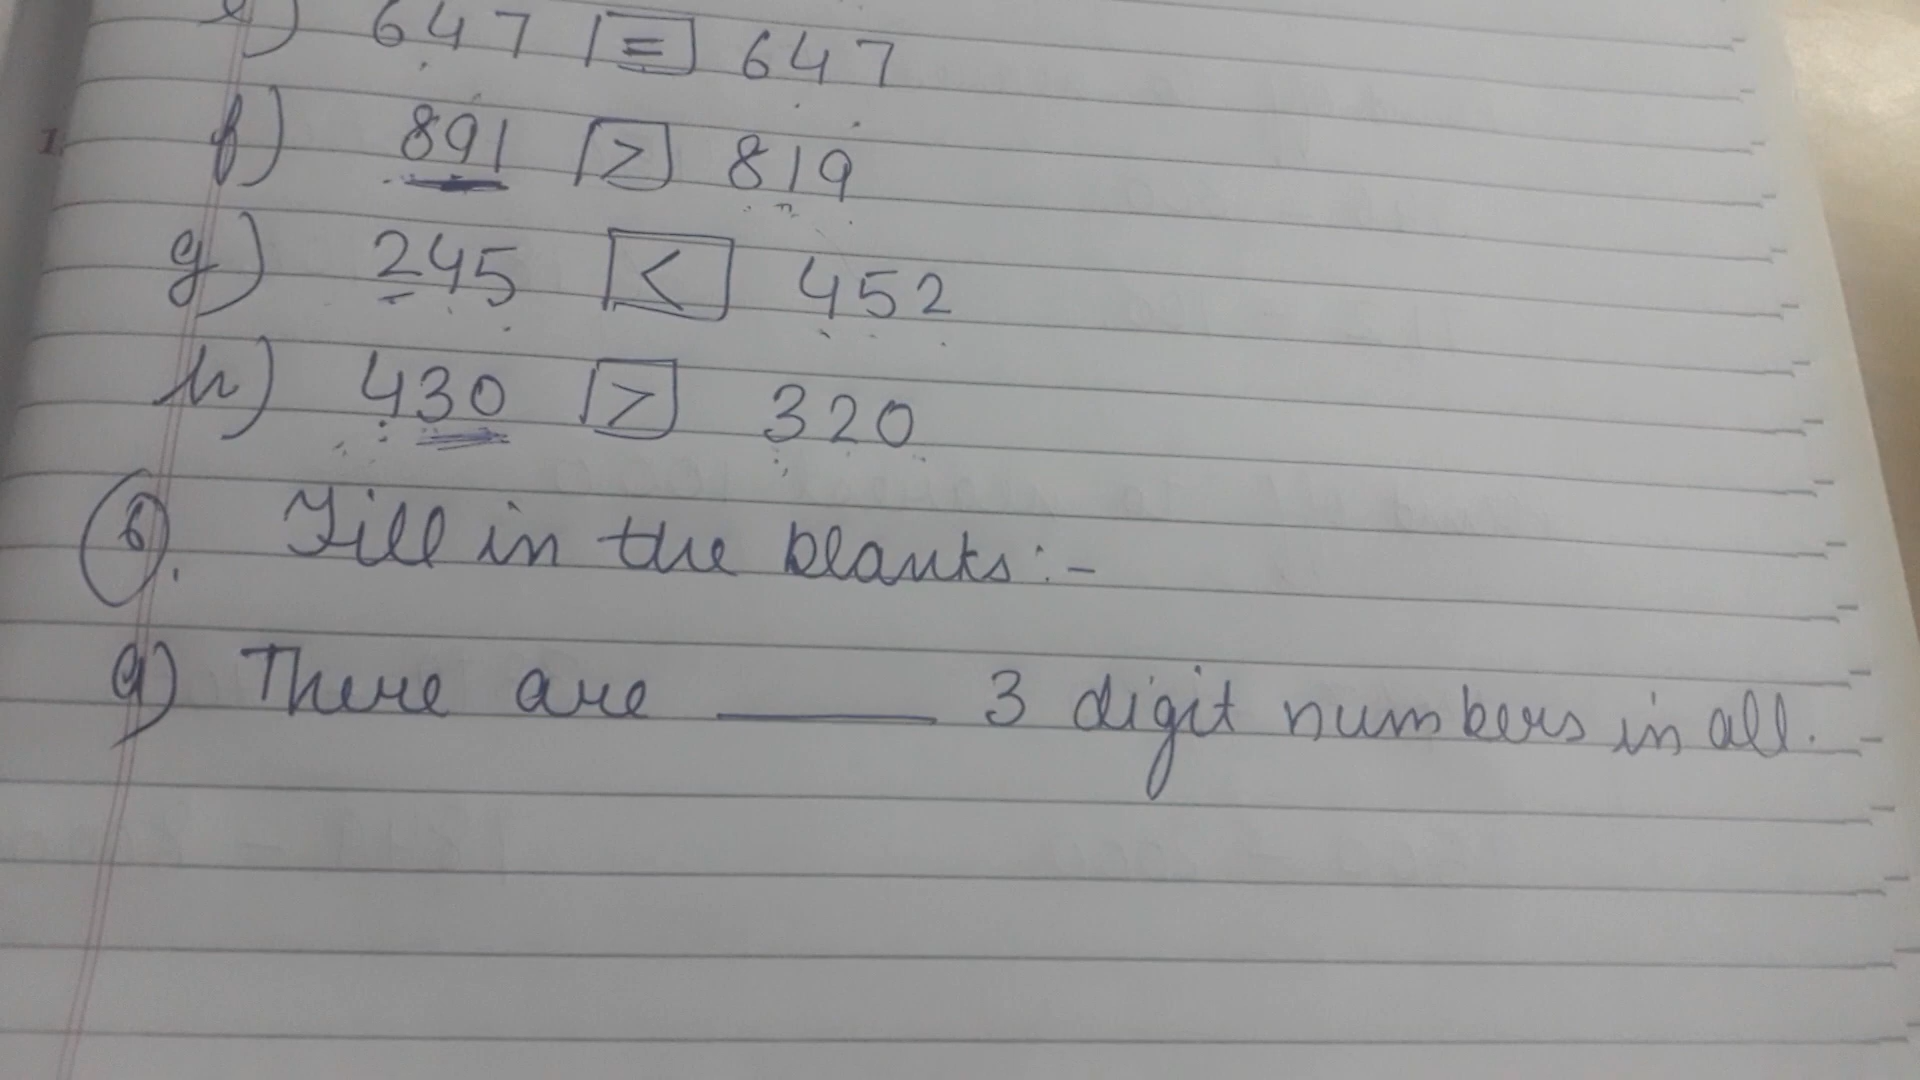 e) 647 = 647
f) 891 > 819
g) 245 < 452
h) 430 > 320
6. Fill in the blanks:-
a) There are ____ 3 digit numbers in all.